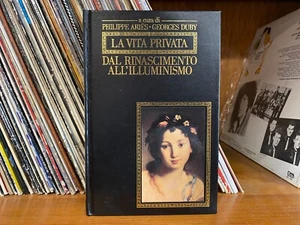 a cura di
PHILIPPE ARIÈS • GEORGES DUBY
LA VITA PRIVATA
DAL RINASCIMENTO
ALL'ILLUMINISMO